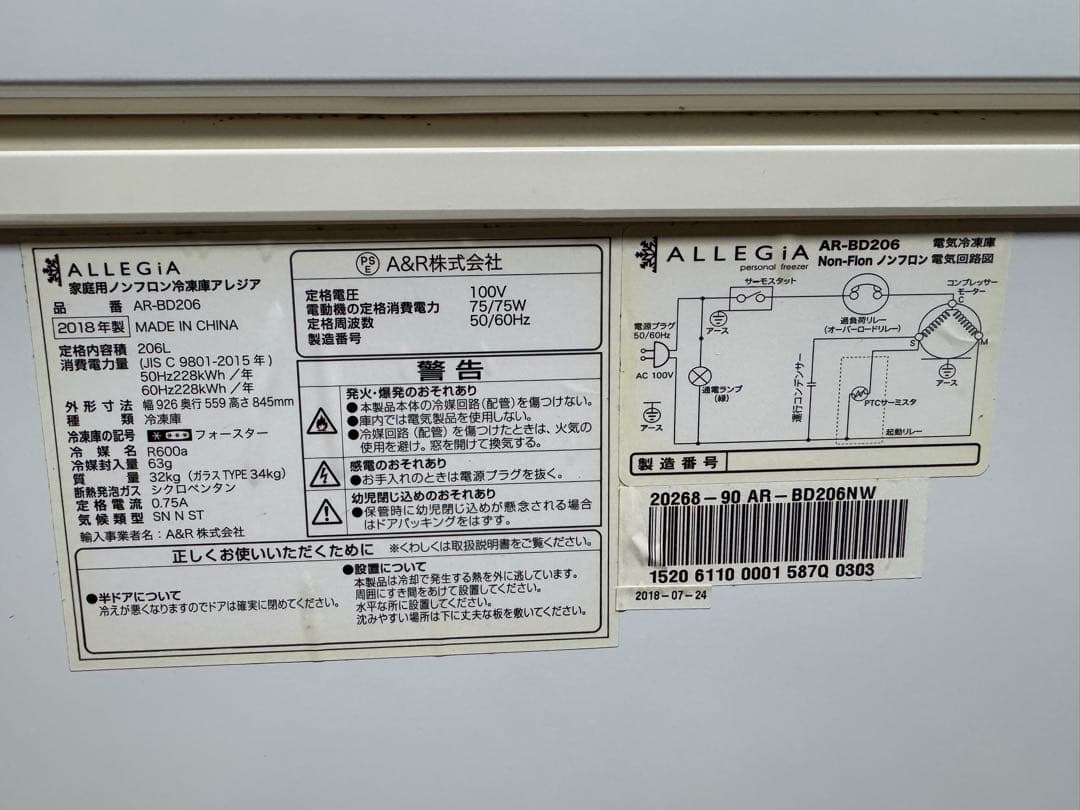 ALLEGiA
家庭用ノンフロン冷凍庫アレジア
品 番 AR-BD206
2018年製 MADE IN CHINA
定格内容積 206L
消費電力量 (JIS C 9801-2015年)
50Hz228kWh/年
60Hz228kWh/年
外形寸法 幅926奥行559高さ845mm
種 類 冷凍庫
冷凍庫の記号 フォースター
冷 媒 名 R600a
冷媒封入量 63g
質 量 32kg (ガラスTYPE 34kg)
断熱発泡ガス シクロペンタン
定格電流 0.75A
気候類型 SN N ST
輸入事業者名:A&R株式会社
PSE A&R株式会社
定格電圧 100V
電動機の定格消費電力 75/75W
定格周波数 50/60Hz
製造番号
警告
発火・爆発のおそれあり
●本製品本体の冷媒回路(配管)を傷つけない。
●庫内では電気製品を使用しない。
●冷媒回路(配管)を傷つけたときは、火気の
使用を避け。窓を開けて換気する。
感電のおそれあり
●お手入れのときは電源プラグを抜く。
幼児閉じ込めのおそれあり
●保管時に幼児閉じ込めが懸念される場合
はドアパッキングをはずす。
正しくお使いいただくために ※くわしくは取扱説明書をご覧ください。
●半ドアについて
冷えが悪くなりますのでドアは確実に閉めてください。
●設置について
本製品は冷却で発生する熱を外に逃しています。
周囲にすき間をあけて設置してください。
水平な所に設置してください。
沈みやすい場所は下に丈夫な板を敷いてください。
ALLEGiA
personal freezer
AR-BD206 電気冷凍庫
Non-Flon ノンフロン 電気回路図
サーモスタット
コンプレッサー
モーター
C
S
M
アース
過負荷リレー
(オーバーロードリレー)
電源プラグ
50/60Hz
AC 100V
通電ランプ
(緑)
運行コンデンサー
PTCサーミスタ
アース
アース
起動リレー
製造番号
20268-90 AR-BD206NW
1520 6110 0001 587Q 0303
2018-07-24